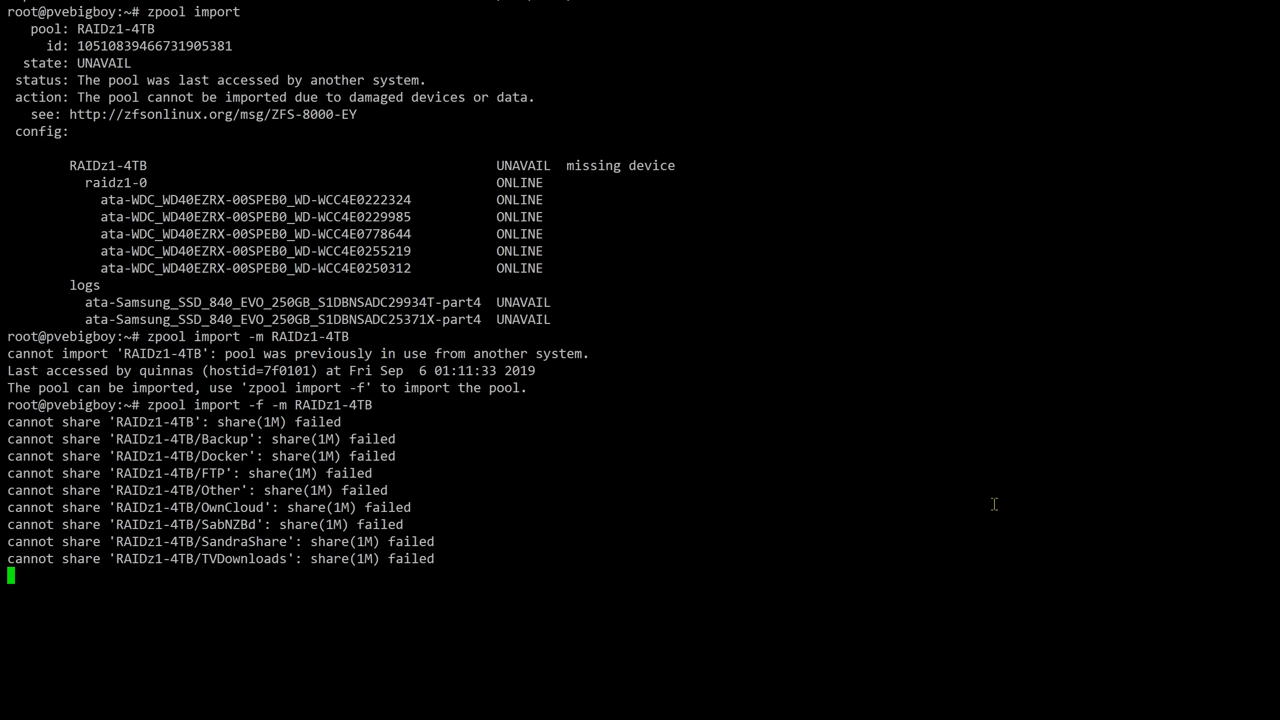 root@pvebigboy:~# zpool import
pool: RAIDz1-4TB
id: 10510839466731905381
state: UNAVAIL
status: The pool was last accessed by another system.
action: The pool cannot be imported due to damaged devices or data.
see: http://zfsonlinux.org/msg/ZFS-8000-EY
config:
RAIDz1-4TB UNAVAIL missing device
raidz1-0 ONLINE
ata-WDC_WD40EZRX-00SPEB0_WD-WCC4E0222324 ONLINE
ata-WDC_WD40EZRX-00SPEB0_WD-WCC4E0229985 ONLINE
ata-WDC_WD40EZRX-00SPEB0_WD-WCC4E0778644 ONLINE
ata-WDC_WD40EZRX-00SPEB0_WD-WCC4E0255219 ONLINE
ata-WDC_WD40EZRX-00SPEB0_WD-WCC4E0250312 ONLINE
logs
ata-Samsung_SSD_840_EVO_250GB_S1DBNSADC29934T-part4 UNAVAIL
ata-Samsung_SSD_840_EVO_250GB_S1DBNSADC25371X-part4 UNAVAIL
root@pvebigboy:~# zpool import -m RAIDz1-4TB
cannot import 'RAIDz1-4TB': pool was previously in use from another system.
Last accessed by quinnas (hostid=7f0101) at Fri Sep  6 01:11:33 2019
The pool can be imported, use 'zpool import -f' to import the pool.
root@pvebigboy:~# zpool import -f -m RAIDz1-4TB
cannot share 'RAIDz1-4TB': share(1M) failed
cannot share 'RAIDz1-4TB/Backup': share(1M) failed
cannot share 'RAIDz1-4TB/Docker': share(1M) failed
cannot share 'RAIDz1-4TB/FTP': share(1M) failed
cannot share 'RAIDz1-4TB/Other': share(1M) failed
cannot share 'RAIDz1-4TB/OwnCloud': share(1M) failed
cannot share 'RAIDz1-4TB/SabNZBd': share(1M) failed
cannot share 'RAIDz1-4TB/SandraShare': share(1M) failed
cannot share 'RAIDz1-4TB/TVDownloads': share(1M) failed